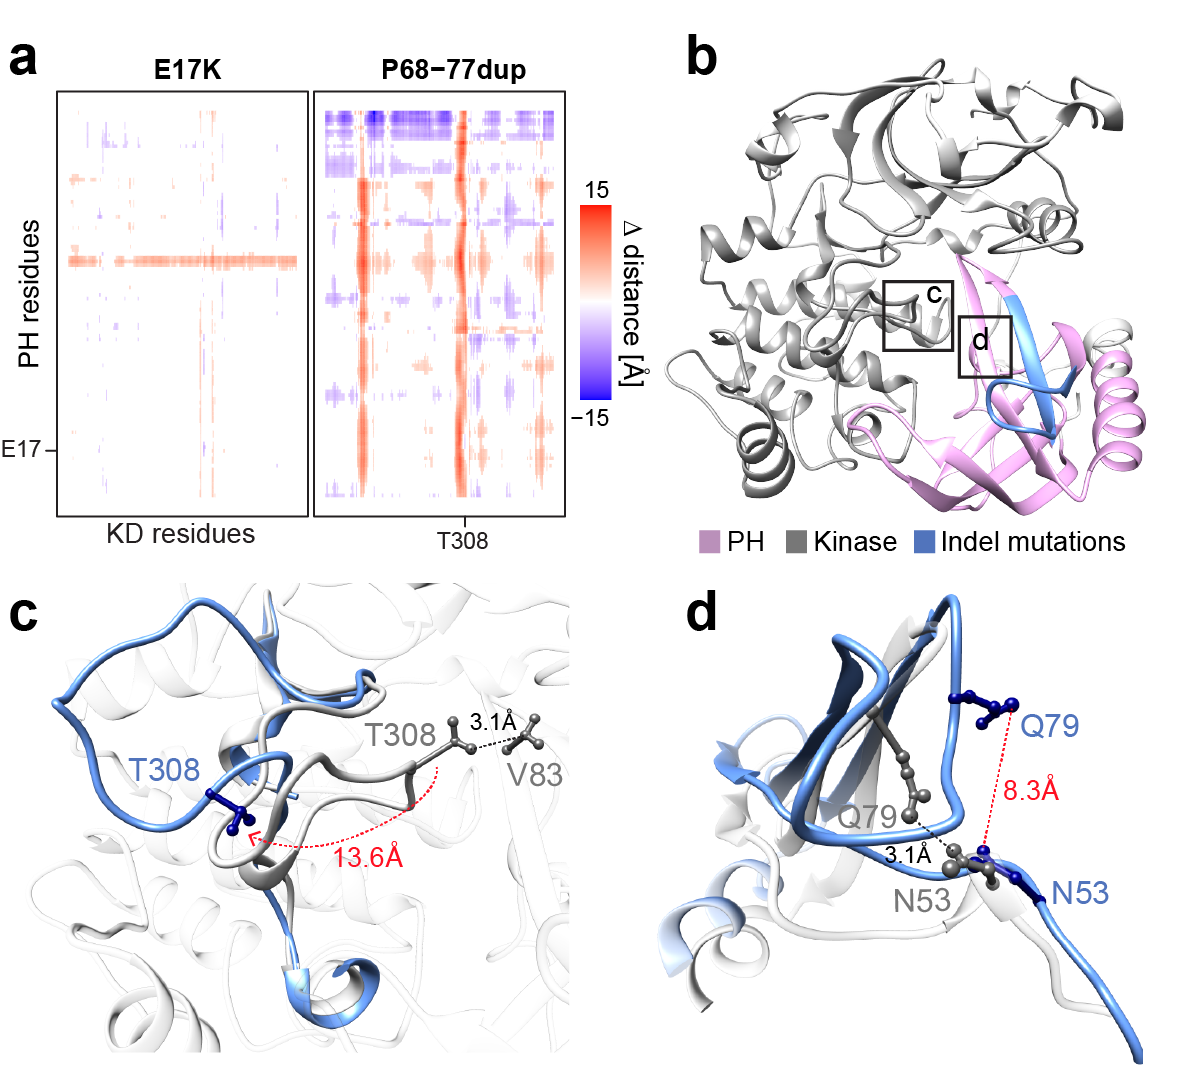 a
E17K
P68−77dup
PH residues
E17
KD residues
T308
15
Δ distance [Å]
−15
b
c
d
PH
Kinase
Indel mutations
c
T308
3.1Å
V83
T308
13.6Å
d
Q79
8.3Å
Q79
3.1Å
N53
N53